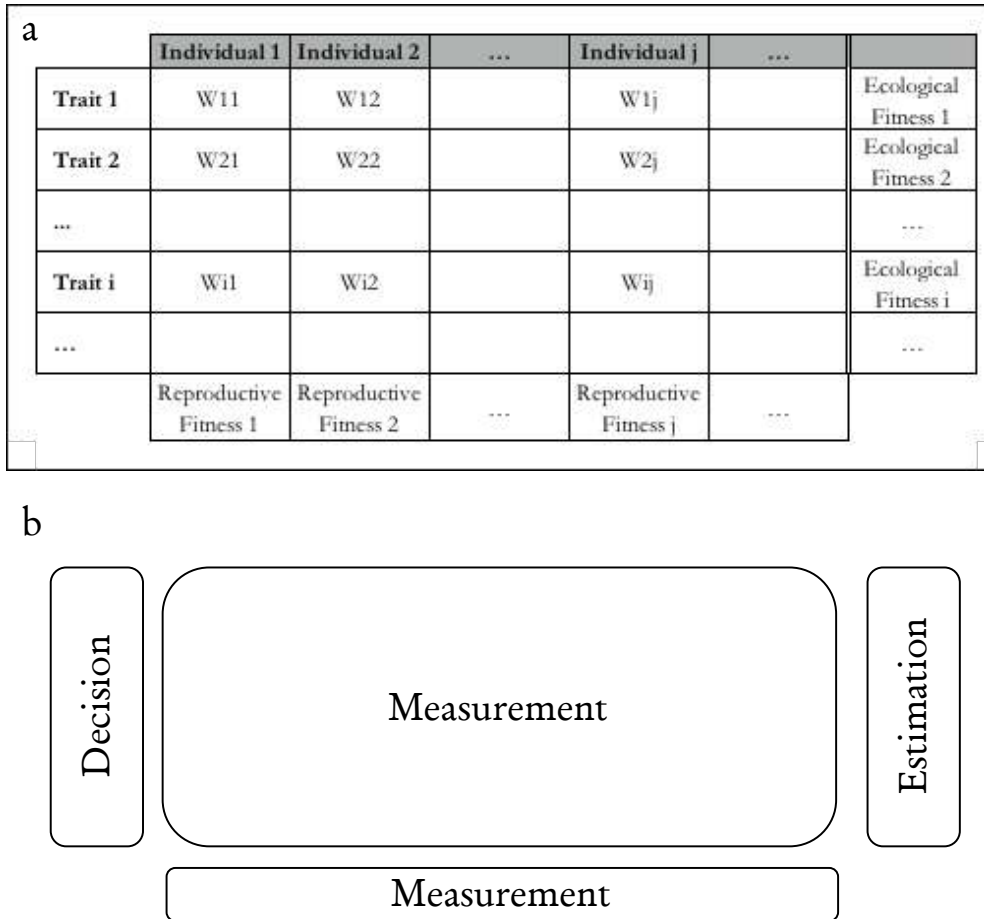 a
Individual 1 Individual 2 ... Individual j ...
Trait 1 W11 W12 W1j Ecological Fitness 1
Trait 2 W21 W22 W2j Ecological Fitness 2
... ...
Trait i Wi1 Wi2 Wij Ecological Fitness i
... ...
Reproductive Fitness 1 Reproductive Fitness 2 ... Reproductive Fitness j ...
b
Decision
Measurement
Estimation
Measurement